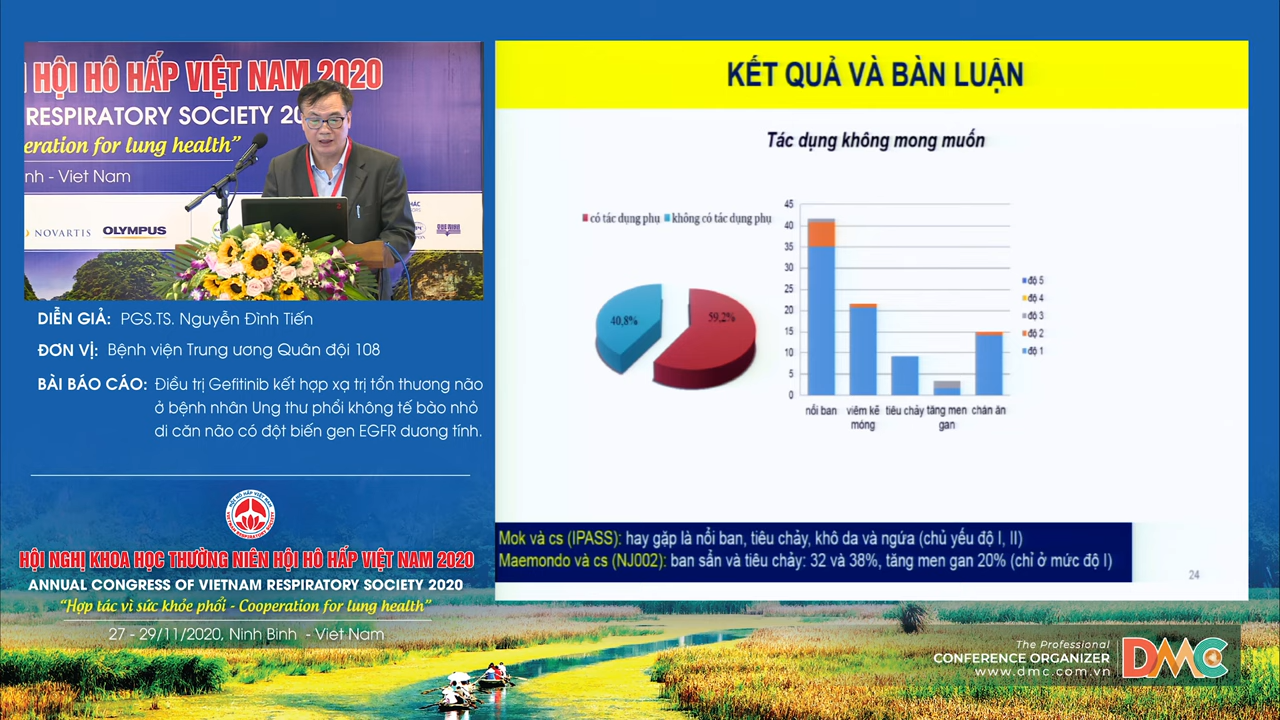 HỘI HÔ HẤP VIỆT NAM 2020
RESPIRATORY SOCIETY 20
eration for lung health”
nh - Viet Nam
NOVARTIS
OLYMPUS
DIỄN GIẢ: PGS.TS. Nguyễn Đình Tiến
ĐƠN VỊ: Bệnh viện Trung ương Quân đội 108
BÀI BÁO CÁO: Điều trị Gefitinib kết hợp xạ trị tổn thương não
ở bệnh nhân Ung thư phổi không tế bào nhỏ
di căn não có đột biến gen EGFR dương tính.
HỘI HÔ HẤP VIỆT NAM
VIETNAM RESPIRATORY SOCIETY
HỘI NGHỊ KHOA HỌC THƯỜNG NIÊN HỘI HÔ HẤP VIỆT NAM 2020
ANNUAL CONGRESS OF VIETNAM RESPIRATORY SOCIETY 2020
“Hợp tác vì sức khỏe phổi - Cooperation for lung health”
27 - 29/11/2020, Ninh Binh - Viet Nam
KẾT QUẢ VÀ BÀN LUẬN
Tác dụng không mong muốn
có tác dụng phụ không có tác dụng phụ
40,8%
59,2%
45
40
35
30
25
20
15
10
5
0
nổi ban viêm kẽ móng tiêu chảy tăng men gan chán ăn
độ 5
độ 4
độ 3
độ 2
độ 1
Mok và cs (IPASS): hay gặp là nổi ban, tiêu chảy, khô da và ngứa (chủ yếu độ I, II)
Maemondo và cs (NJ002): ban sẩn và tiêu chảy: 32 và 38%, tăng men gan 20% (chỉ ở mức độ I)
24
The Professional
CONFERENCE ORGANIZER
www.dmc.com.vn
DMC